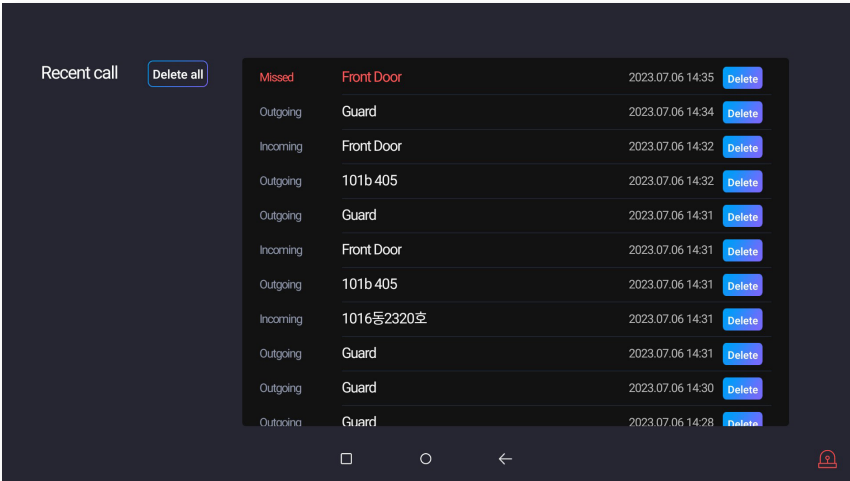 Recent call Delete all
Missed Front Door 2023.07.06 14:35 Delete
Outgoing Guard 2023.07.06 14:34 Delete
Incoming Front Door 2023.07.06 14:32 Delete
Outgoing 101b 405 2023.07.06 14:32 Delete
Outgoing Guard 2023.07.06 14:31 Delete
Incoming Front Door 2023.07.06 14:31 Delete
Outgoing 101b 405 2023.07.06 14:31 Delete
Incoming 1016동2320호 2023.07.06 14:31 Delete
Outgoing Guard 2023.07.06 14:31 Delete
Outgoing Guard 2023.07.06 14:30 Delete
Outgoing Guard 2023.07.06 14:28 Delete